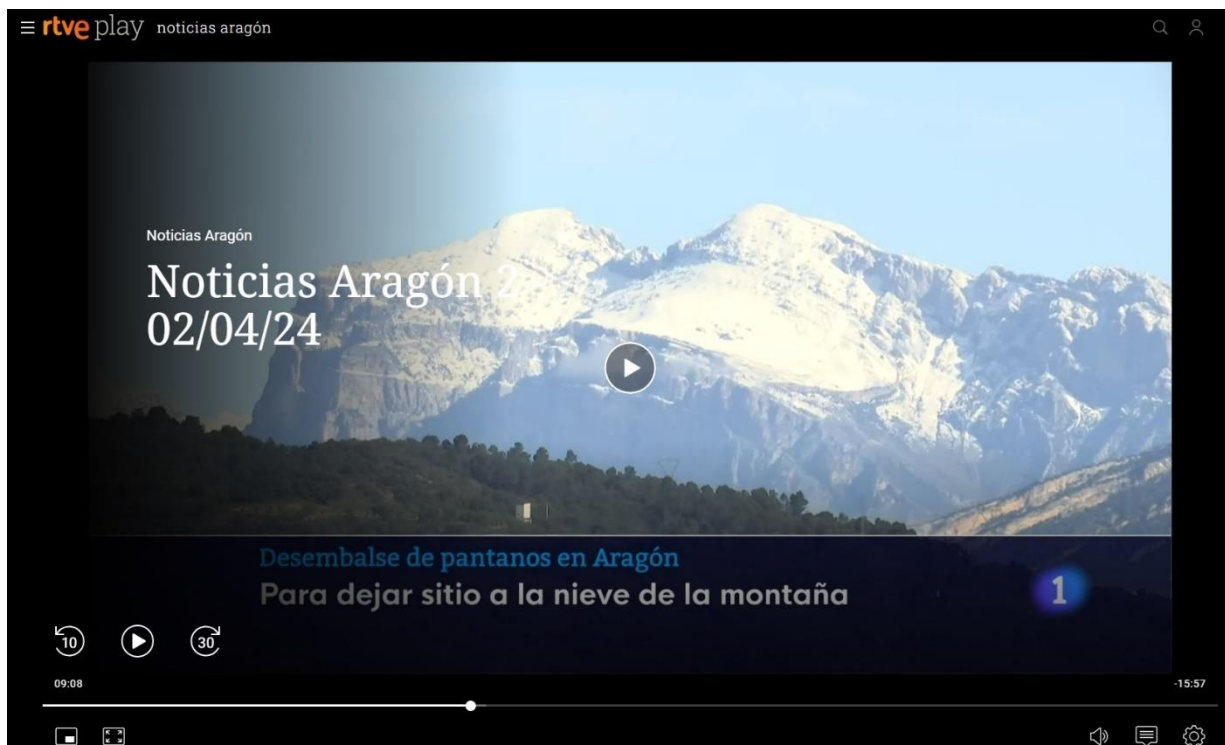 rtve play noticias aragón
Noticias Aragón
Noticias Aragón 2 -
02/04/24
Desembalse de pantanos en Aragón
Para dejar sitio a la nieve de la montaña
1
10
30
09:08
-15:57